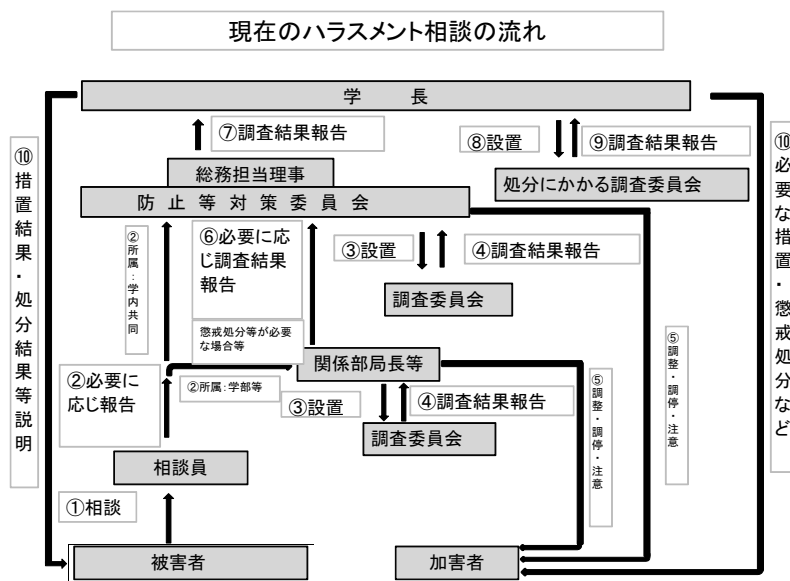 現在のハラスメント相談の流れ
学　　長
⑦調査結果報告
⑧設置
⑨調査結果報告
総務担当理事
防 止 等 対 策 委 員 会
処分にかかる調査委員会
⑩措置結果・処分結果等説明
⑩必要な措置・懲戒処分など
②所属：学内共同
⑥必要に応
じ調査結果
報告
③設置
④調査結果報告
調査委員会
懲戒処分等が必要
な場合等
関係部局長等
②必要に
応じ報告
②所属：学部等
③設置
④調査結果報告
調査委員会
⑤調整・調停・注意
⑤調整・調停・注意
相談員
①相談
被害者
加害者